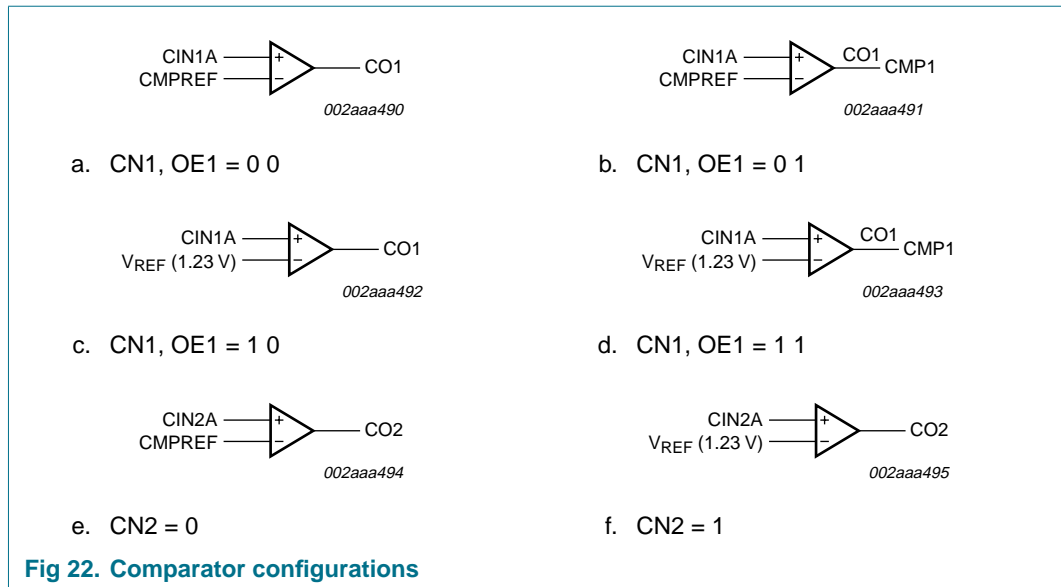 CIN1A
CMPREF
+
−
CO1
002aaa490
a. CN1, OE1 = 0 0
CIN1A
CMPREF
+
−
CO1
CMP1
002aaa491
b. CN1, OE1 = 0 1
CIN1A
VREF (1.23 V)
+
−
CO1
002aaa492
c. CN1, OE1 = 1 0
CIN1A
VREF (1.23 V)
+
−
CO1
CMP1
002aaa493
d. CN1, OE1 = 1 1
CIN2A
CMPREF
+
−
CO2
002aaa494
e. CN2 = 0
CIN2A
VREF (1.23 V)
+
−
CO2
002aaa495
f. CN2 = 1
Fig 22. Comparator configurations